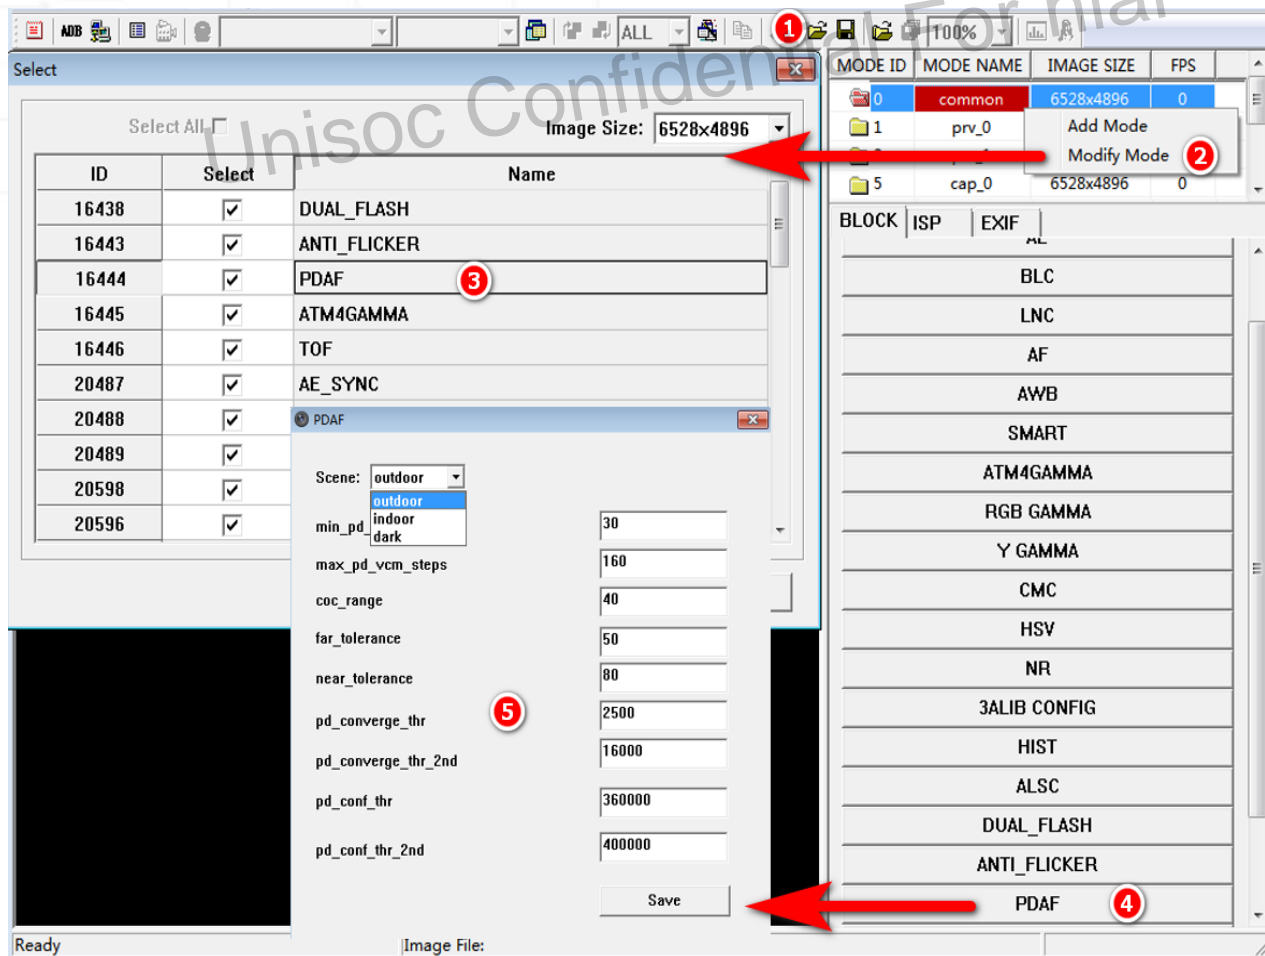 ADB
ALL
1
100%
Unisoc Confidential For hiar
Select
MODE ID MODE NAME IMAGE SIZE FPS
0 common 6528x4896 0
1 prv_0
5 cap_0 6528x4896 0
Add Mode
Modify Mode 2
Select All
Image Size: 6528x4896
ID Select Name
16438 DUAL_FLASH
16443 ANTI_FLICKER
16444 PDAF 3
16445 ATM4GAMMA
16446 TOF
20487 AE_SYNC
20488
20489
20598
20596
BLOCK ISP EXIF
BLC
LNC
AF
AWB
SMART
ATM4GAMMA
RGB GAMMA
Y GAMMA
CMC
HSV
NR
3ALIB CONFIG
HIST
ALSC
DUAL_FLASH
ANTI_FLICKER
PDAF 4
PDAF
Scene: outdoor
outdoor
indoor
dark
min_pd_ 30
max_pd_vcm_steps 160
coc_range 40
far_tolerance 50
near_tolerance 80
5
pd_converge_thr 2500
pd_converge_thr_2nd 16000
pd_conf_thr 360000
pd_conf_thr_2nd 400000
Save
Ready
Image File: